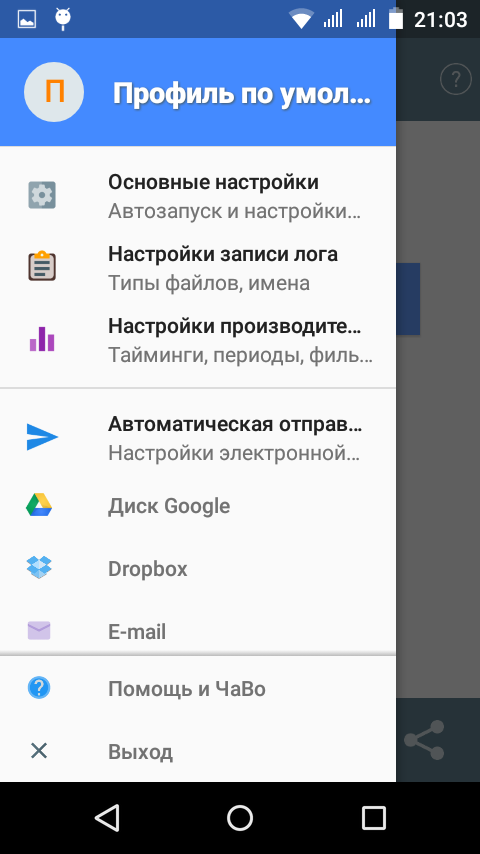 21:03
П
Профиль по умол...
?
Основные настройки
Автозапуск и настройки...
Настройки записи лога
Типы файлов, имена
Настройки производите...
Тайминги, периоды, филь...
Автоматическая отправ...
Настройки электронной...
Диск Google
Dropbox
E-mail
?
Помощь и ЧаВо
Выход